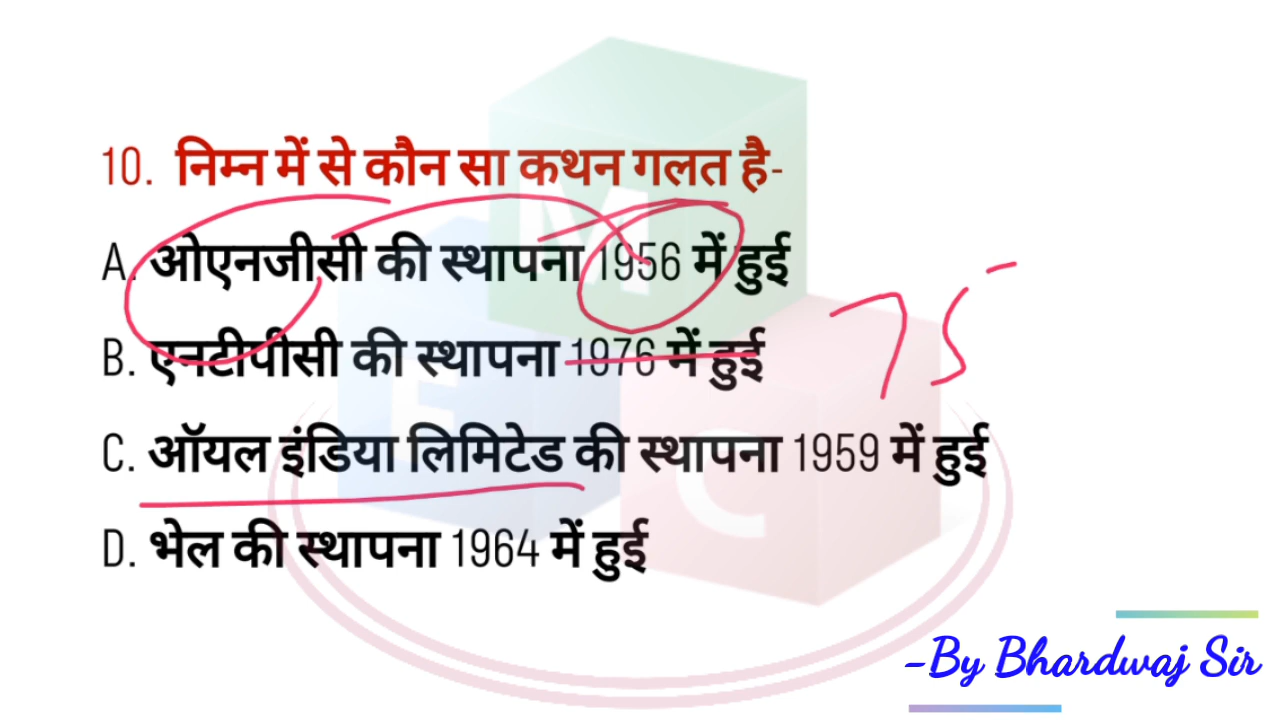 10. निम्न में से कौन सा कथन गलत है-
A. ओएनजीसी की स्थापना 1956 में हुई
B. एनटीपीसी की स्थापना 1976 में हुई
75
C. ऑयल इंडिया लिमिटेड की स्थापना 1959 में हुई
D. भेल की स्थापना 1964 में हुई
M
E
C
-By Bhardwaj Sir